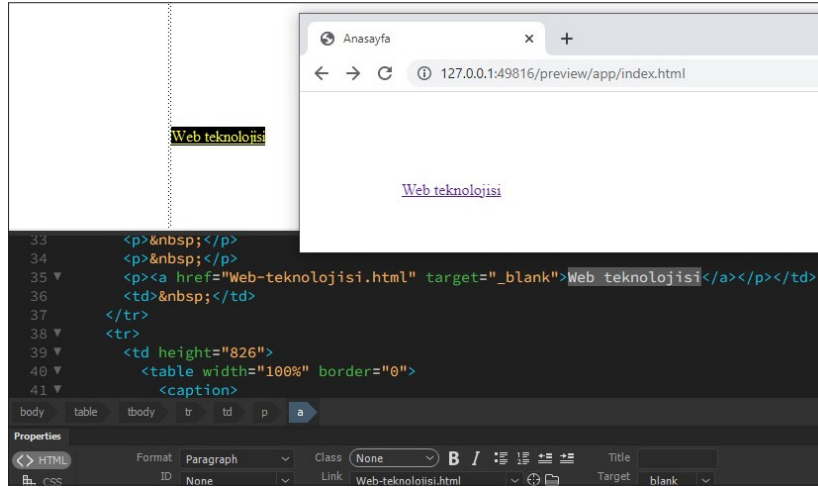 Anasayfa
127.0.0.1:49816/preview/app/index.html
Web teknolojisi
Web teknolojisi
33 <p>&nbsp;</p>
34 <p>&nbsp;</p>
35 <p><a href="Web-teknolojisi.html" target="_blank">Web teknolojisi</a></p></td>
36 <td>&nbsp;</td>
37 </tr>
38 <tr>
39 <td height="826">
40 <table width="100%" border="0">
41 <caption>
body table tbody tr td p a
Properties
<> HTML Format Paragraph Class None B I Title
CSS ID None Link Web-teknolojisi.html Target blank